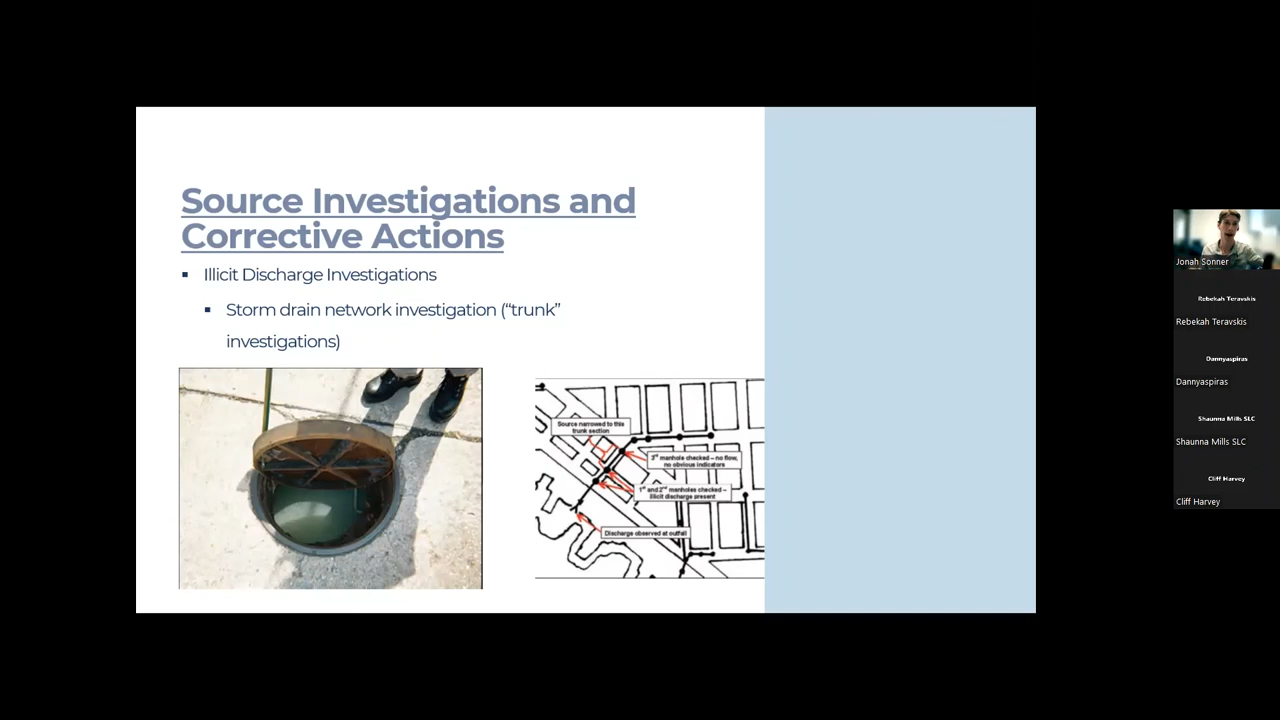 Source Investigations and
Corrective Actions
▪ Illicit Discharge Investigations
▪ Storm drain network investigation (“trunk”
investigations)
Source narrowed to this
trunk section
3rd manhole checked – no flow,
no obvious indicators
1st and 2nd manholes checked –
illicit discharge present
Discharge observed at outfall
Jonah Sonner
Rebekah Teravskis
Rebekah Teravskis
Dannyaspiras
Dannyaspiras
Shaunna Mills SLC
Shaunna Mills SLC
Cliff Harvey
Cliff Harvey